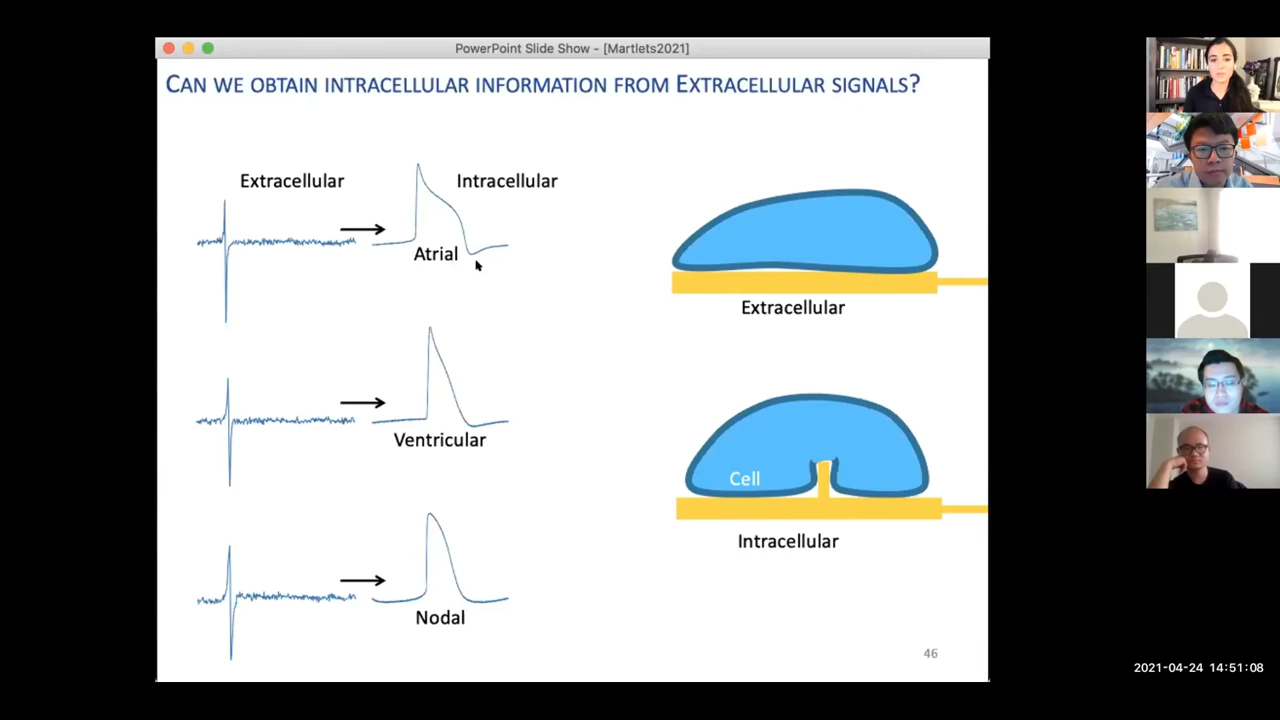 PowerPoint Slide Show - [Martlets2021]
CAN WE OBTAIN INTRACELLULAR INFORMATION FROM EXTRACELLULAR SIGNALS?
Extracellular
Intracellular
Atrial
Ventricular
Nodal
Extracellular
Cell
Intracellular
46
2021-04-24 14:51:08